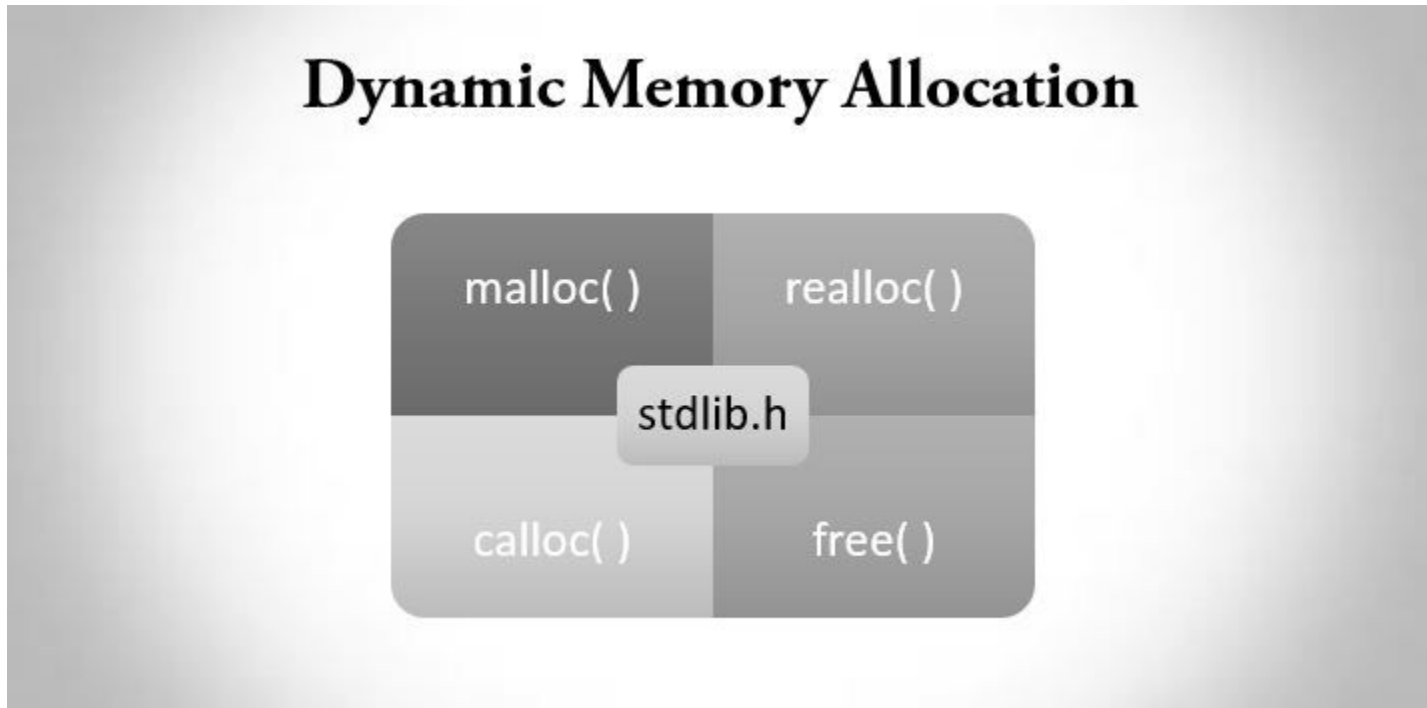 Dynamic Memory Allocation
malloc( )
realloc( )
stdlib.h
calloc( )
free( )